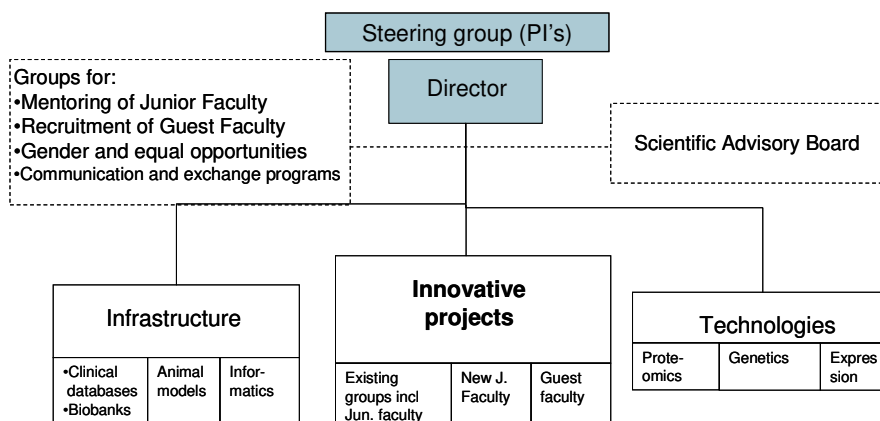 Steering group (PI's)
Director
Groups for:
•Mentoring of Junior Faculty
•Recruitment of Guest Faculty
•Gender and equal opportunities
•Communication and exchange programs
Scientific Advisory Board
Infrastructure
•Clinical
databases
•Biobanks
Animal
models
Infor-
matics
Innovative
projects
Existing
groups incl
Jun. faculty
New J.
Faculty
Guest
faculty
Technologies
Prote-
omics
Genetics
Expres
sion